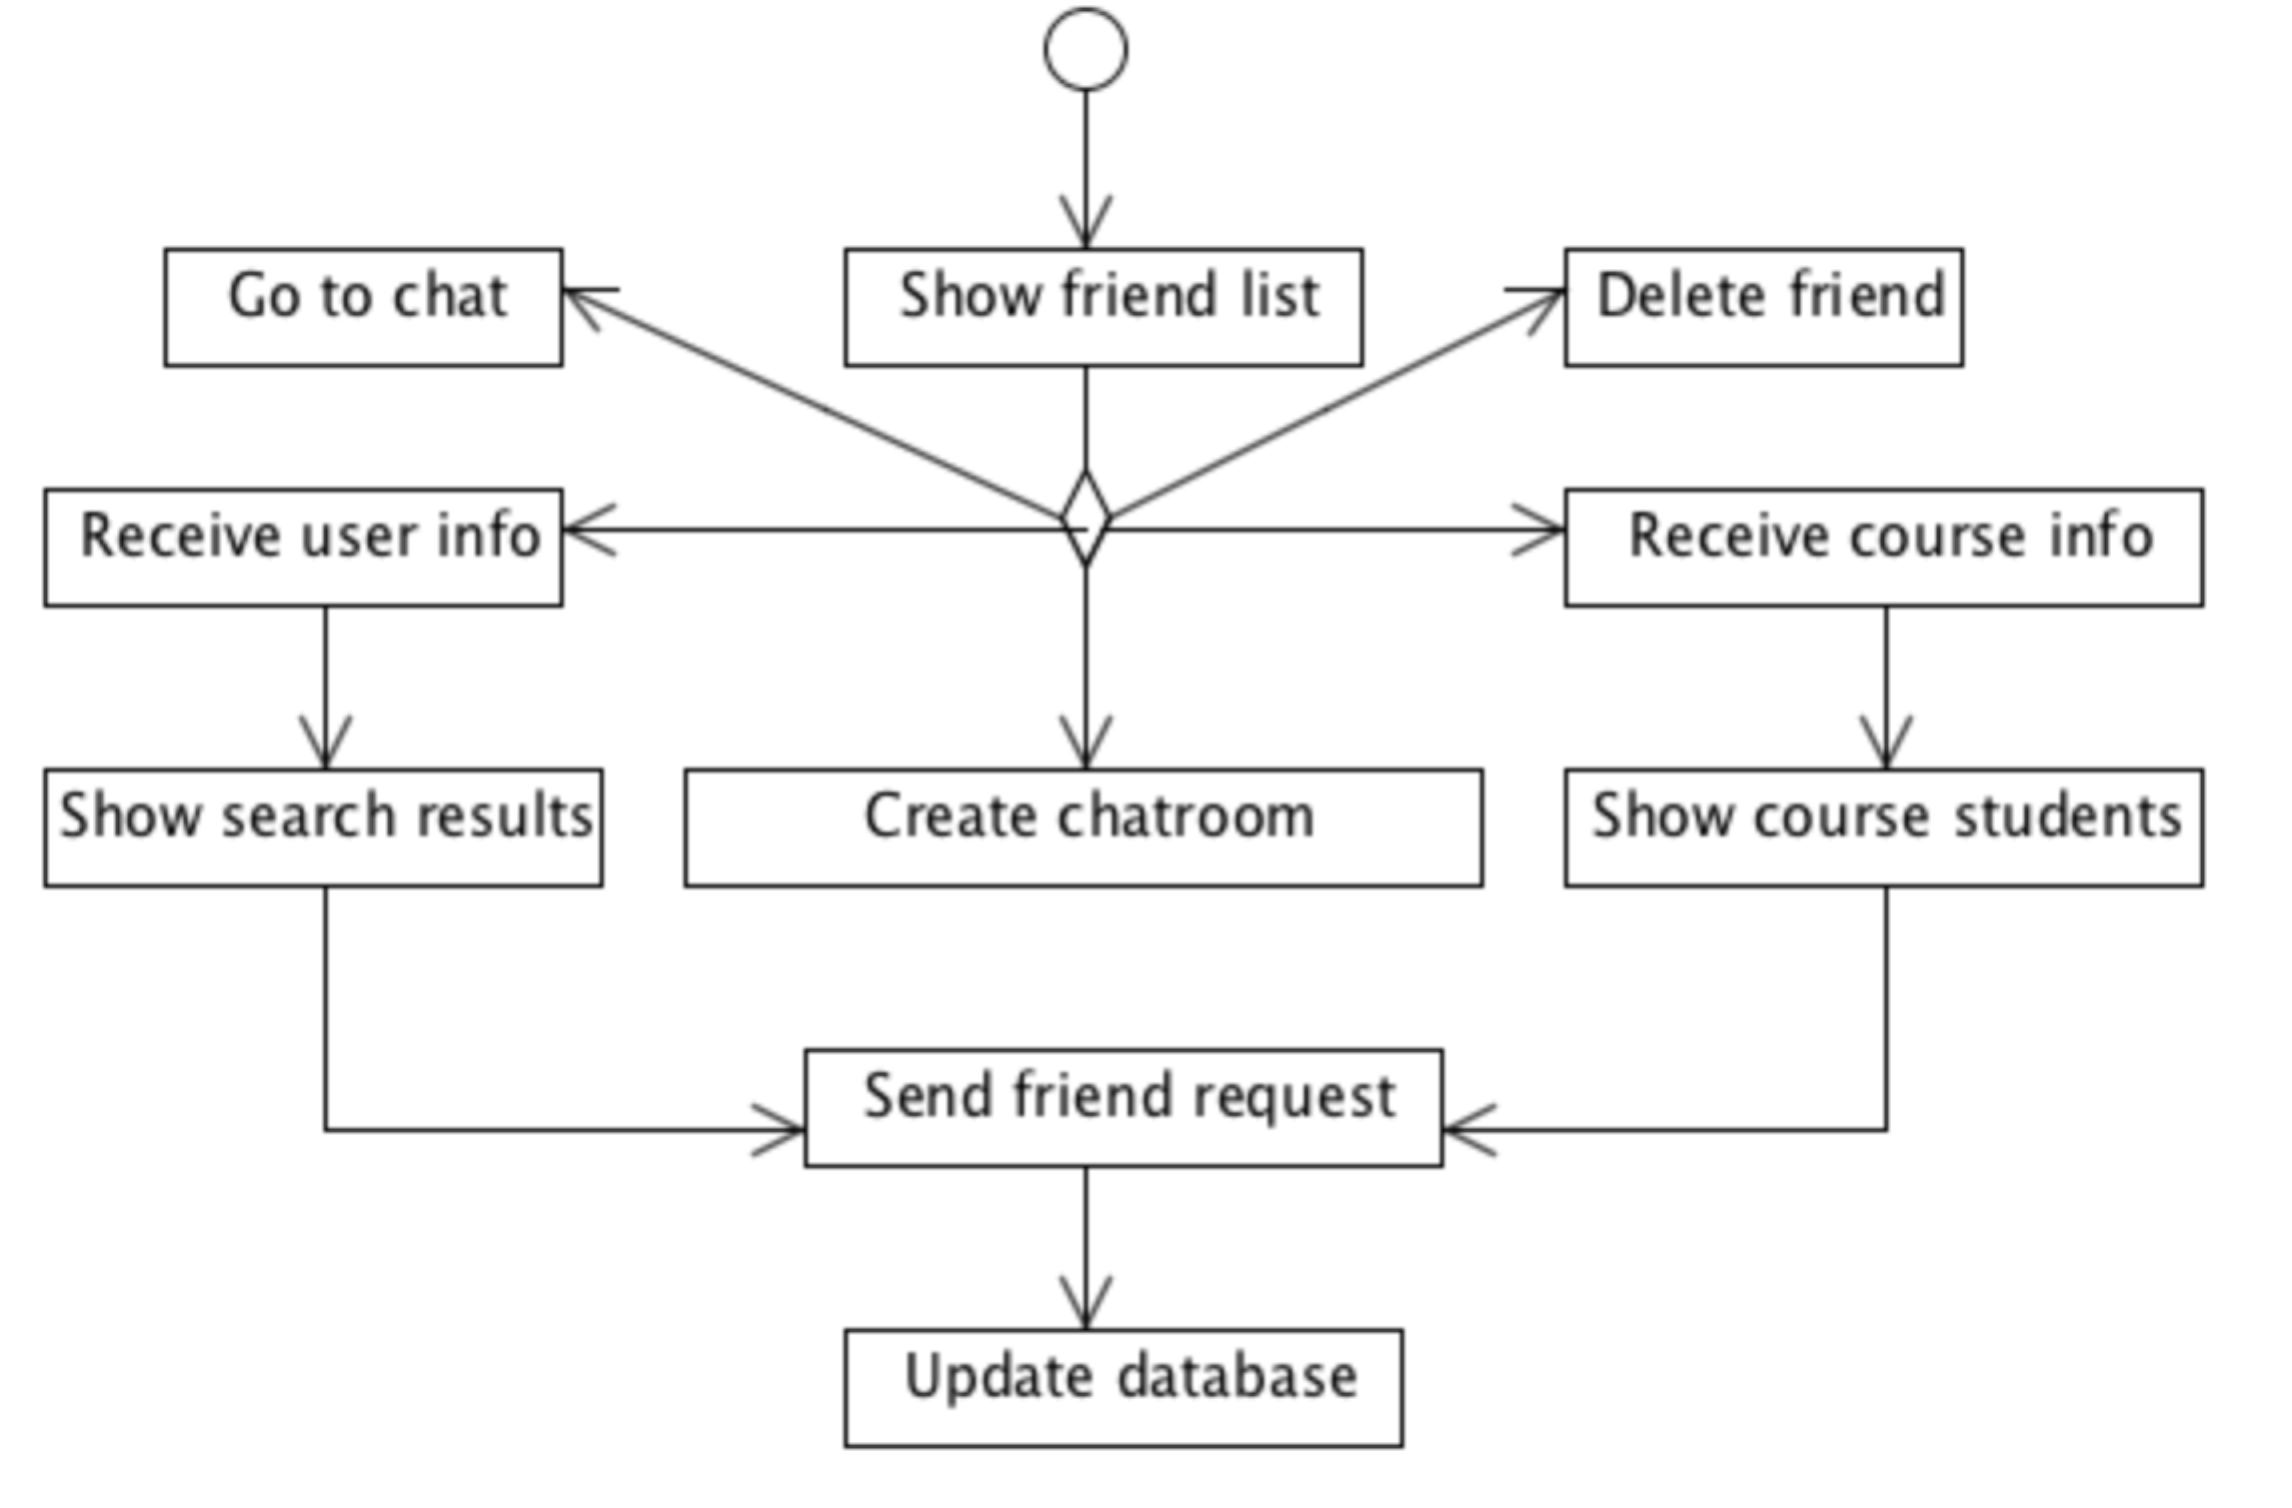 Go to chat
Show friend list
Delete friend
Receive user info
Receive course info
Show search results
Create chatroom
Show course students
Send friend request
Update database